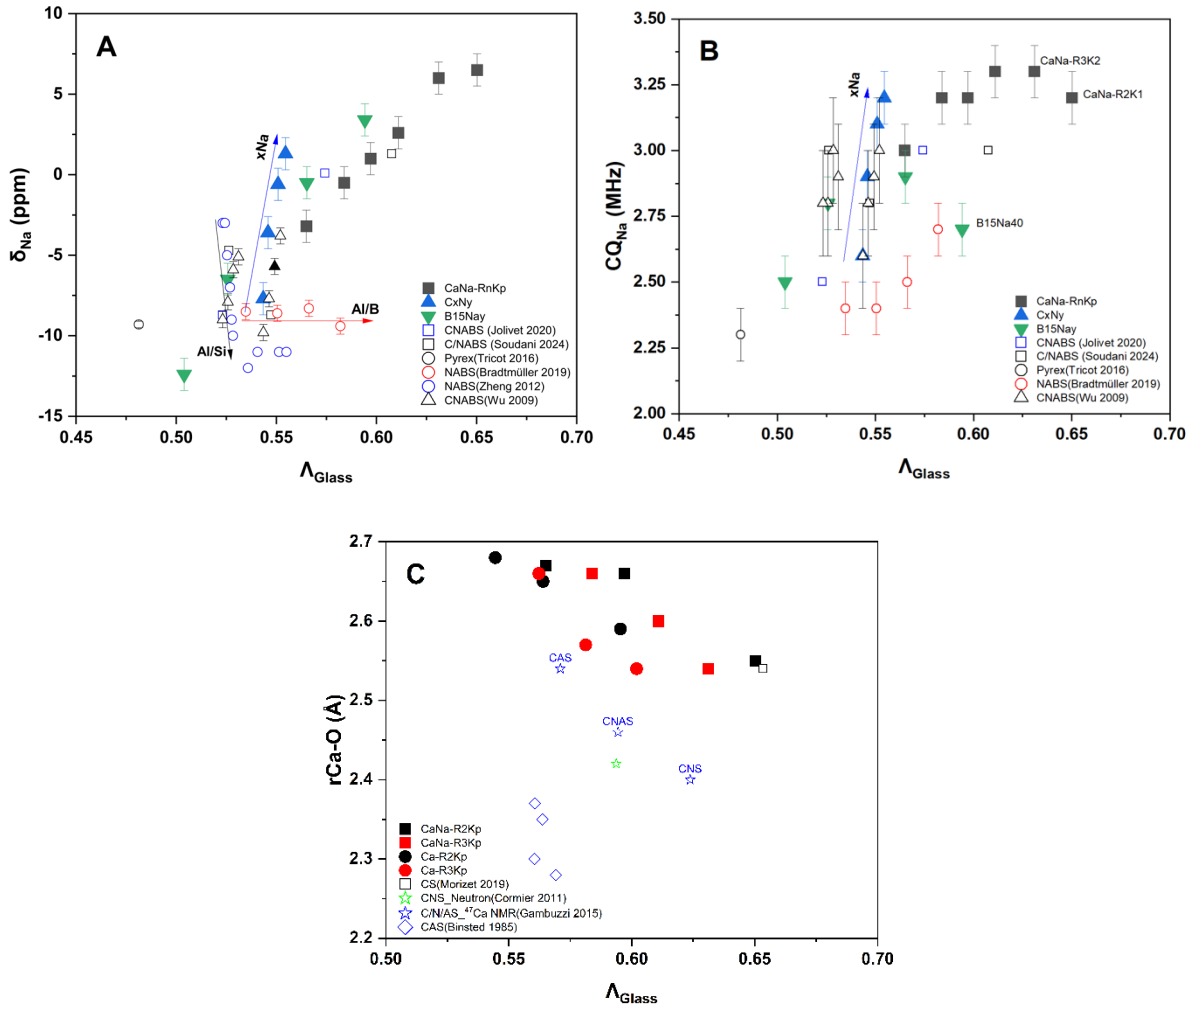 A
10
5
0
-5
-10
-15
δNa (ppm)
xNa
Al/Si
Al/B
CaNa-RnKp
CxNy
B15Nay
CNABS (Jolivet 2020)
C/NABS (Soudani 2024)
Pyrex(Tricot 2016)
NABS(Bradtmüller 2019)
NABS(Zheng 2012)
CNABS(Wu 2009)
0.45 0.50 0.55 0.60 0.65 0.70
ΛGlass
B
3.50
3.25
3.00
2.75
2.50
2.25
2.00
CQNa (MHz)
xNa
CaNa-R3K2
CaNa-R2K1
B15Na40
CaNa-RnKp
CxNy
B15Nay
CNABS (Jolivet 2020)
C/NABS (Soudani 2024)
Pyrex(Tricot 2016)
NABS(Bradtmüller 2019)
CNABS(Wu 2009)
0.45 0.50 0.55 0.60 0.65 0.70
ΛGlass
C
2.7
2.6
2.5
2.4
2.3
2.2
rCa-O (Å)
CAS
CNAS
CNS
CaNa-R2Kp
CaNa-R3Kp
Ca-R2Kp
Ca-R3Kp
CS(Morizet 2019)
CNS_Neutron(Cormier 2011)
C/N/AS_⁴⁷Ca NMR(Gambuzzi 2015)
CAS(Binsted 1985)
0.50 0.55 0.60 0.65 0.70
ΛGlass